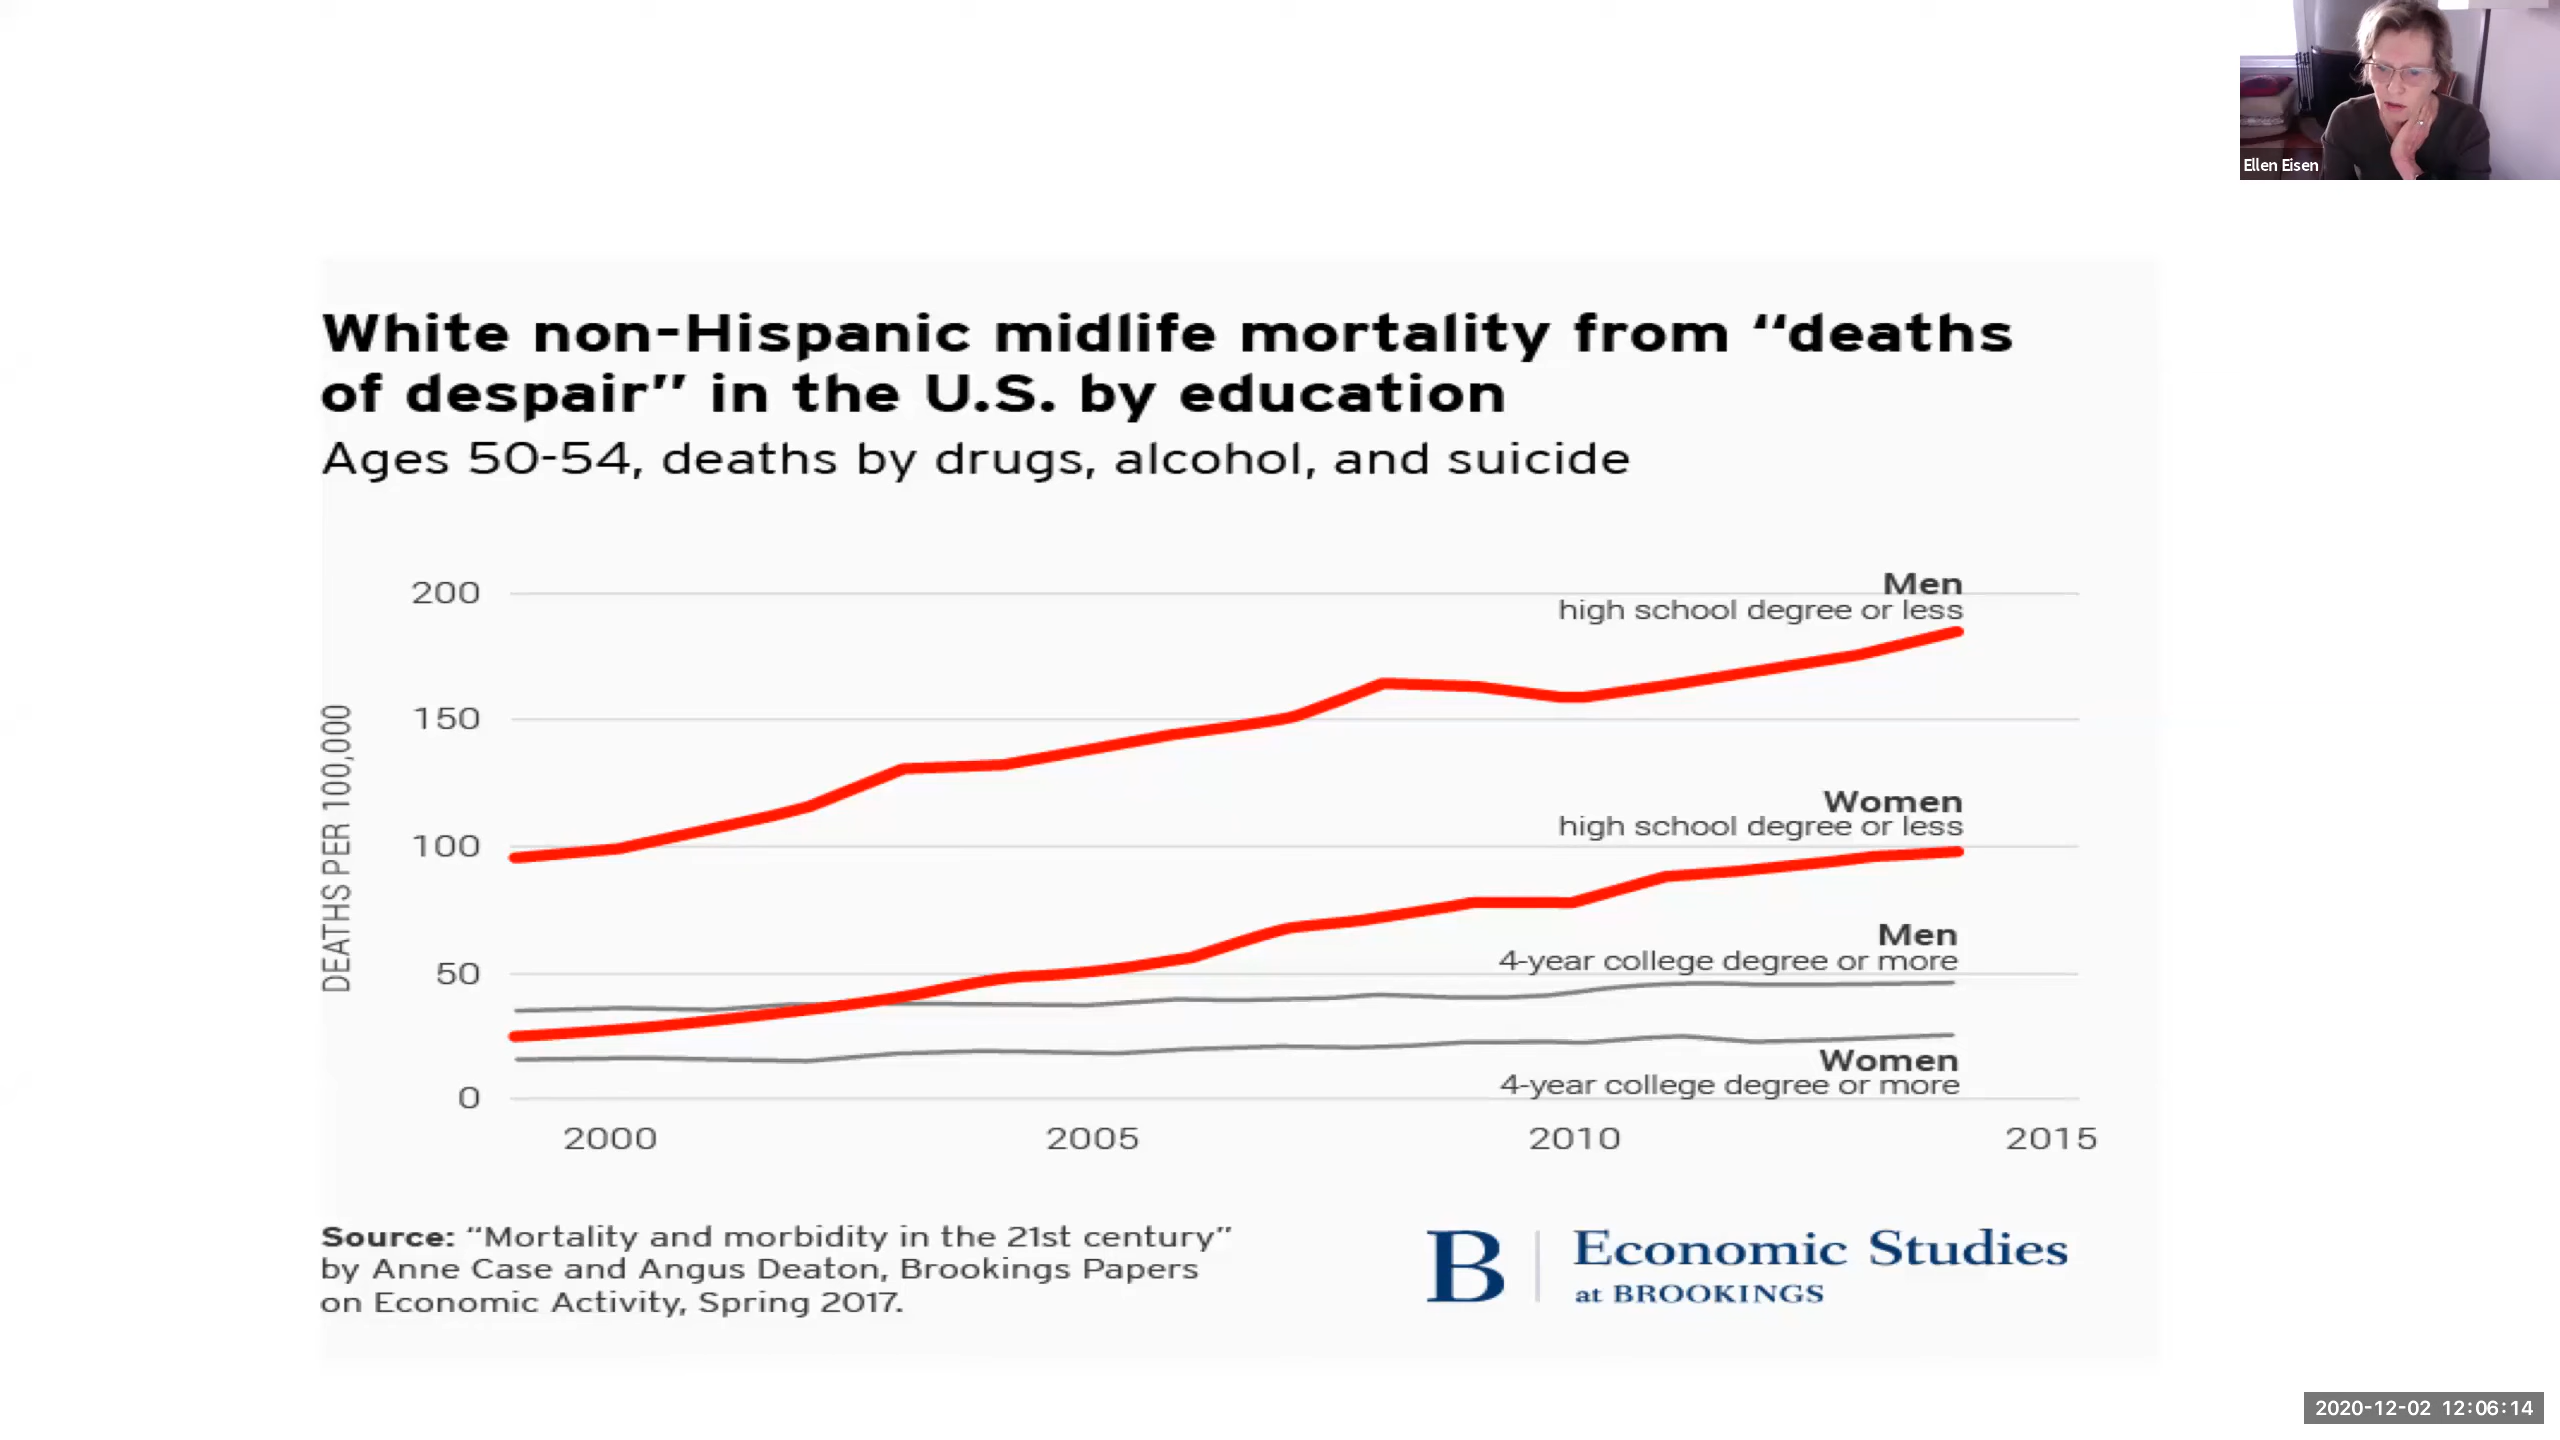 Ellen Eisen
White non-Hispanic midlife mortality from “deaths
of despair” in the U.S. by education
Ages 50-54, deaths by drugs, alcohol, and suicide
DEATHS PER 100,000
200
150
100
50
0
Men
high school degree or less
Women
high school degree or less
Men
4-year college degree or more
Women
4-year college degree or more
2000
2005
2010
2015
Source: “Mortality and morbidity in the 21st century”
by Anne Case and Angus Deaton, Brookings Papers
on Economic Activity, Spring 2017.
B
Economic Studies
at BROOKINGS
2020-12-02 12:06:14